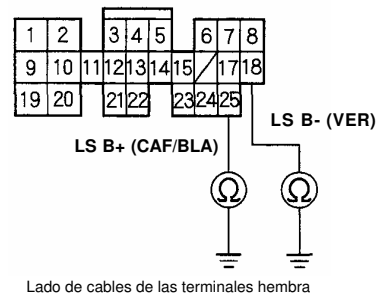 1 2 3 4 5 6 7 8
9 10 11 12 13 14 15 17 18
19 20 21 22 23 24 25
LS B- (VER)
LS B+ (CAF/BLA)
Ω Ω
Lado de cables de las terminales hembra